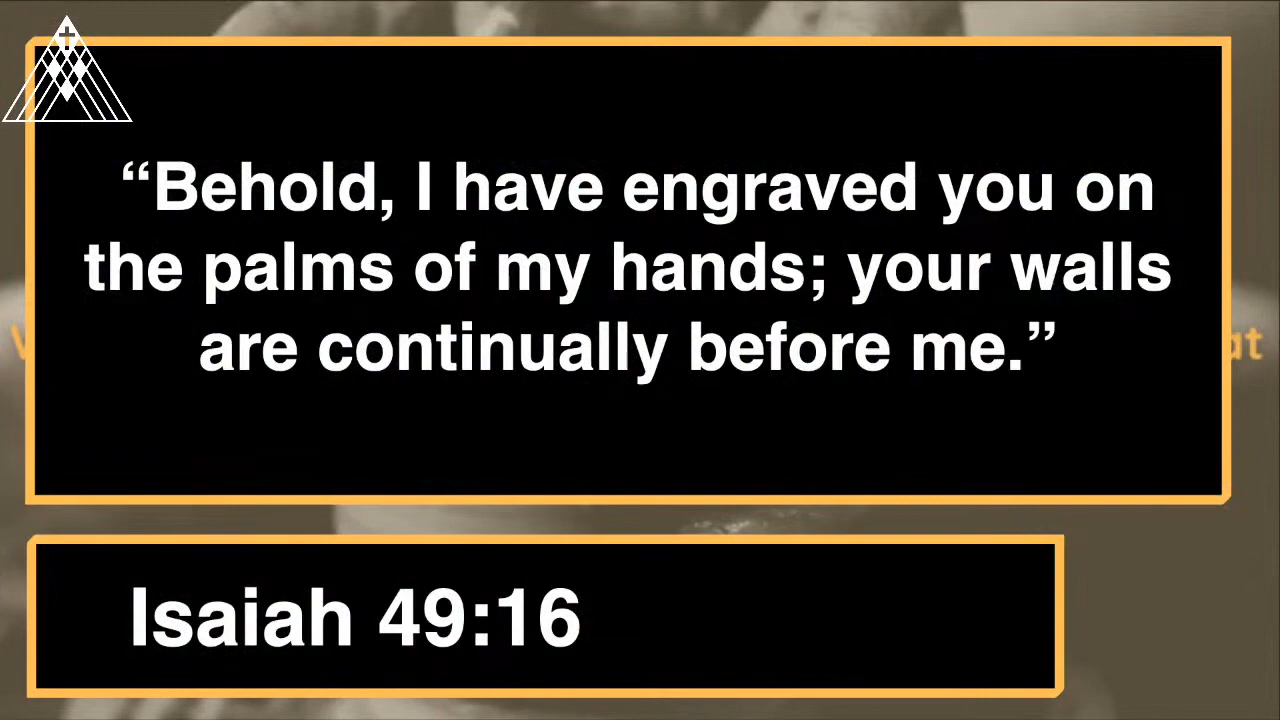 “Behold, I have engraved you on
the palms of my hands; your walls
are continually before me.”
at
Isaiah 49:16